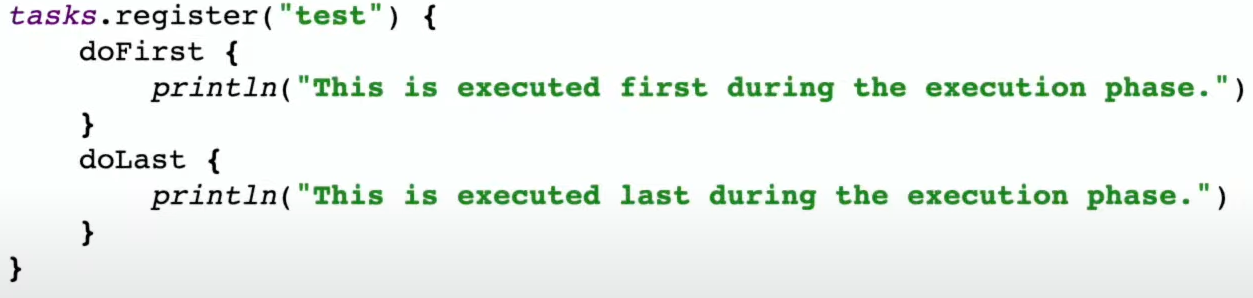 tasks.register("test") {
    doFirst {
        println("This is executed first during the execution phase.")
    }
    doLast {
        println("This is executed last during the execution phase.")
    }
}